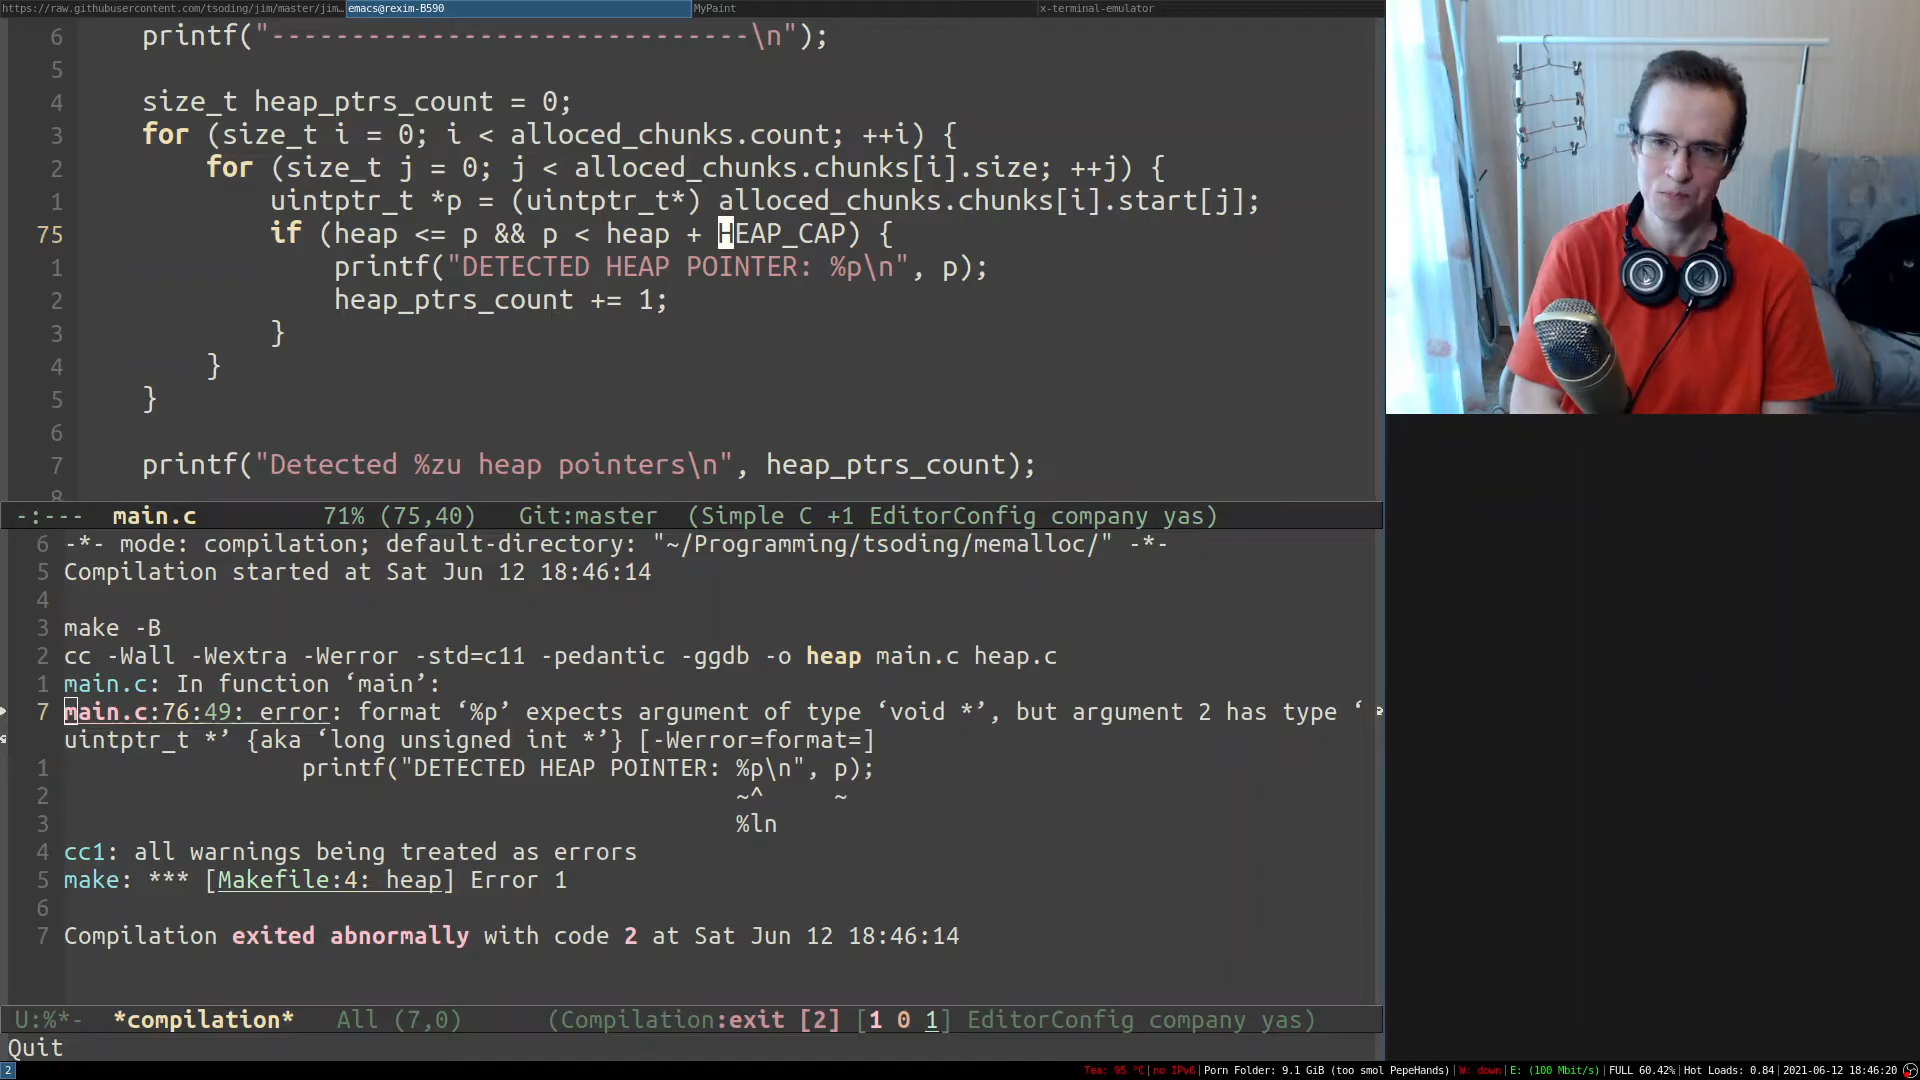 https://raw.githubusercontent.com/tsoding/jim/master/jim… emacs@rexim-B590 MyPaint x-terminal-emulator
6 printf("------------------------------\n");
5
4 size_t heap_ptrs_count = 0;
3 for (size_t i = 0; i < alloced_chunks.count; ++i) {
2 for (size_t j = 0; j < alloced_chunks.chunks[i].size; ++j) {
1 uintptr_t *p = (uintptr_t*) alloced_chunks.chunks[i].start[j];
75 if (heap <= p && p < heap + HEAP_CAP) {
1 printf("DETECTED HEAP POINTER: %p\n", p);
2 heap_ptrs_count += 1;
3 }
4 }
5 }
6
7 printf("Detected %zu heap pointers\n", heap_ptrs_count);
8
-:--- main.c 71% (75,40) Git:master (Simple C +1 EditorConfig company yas)
6 -*- mode: compilation; default-directory: "~/Programming/tsoding/memalloc/" -*-
5 Compilation started at Sat Jun 12 18:46:14
4
3 make -B
2 cc -Wall -Wextra -Werror -std=c11 -pedantic -ggdb -o heap main.c heap.c
1 main.c: In function ‘main’:
7 main.c:76:49: error: format ‘%p’ expects argument of type ‘void *’, but argument 2 has type ‘
uintptr_t *’ {aka ‘long unsigned int *’} [-Werror=format=]
1 printf("DETECTED HEAP POINTER: %p\n", p);
2 ~^ ~
3 %ln
4 cc1: all warnings being treated as errors
5 make: *** [Makefile:4: heap] Error 1
6
7 Compilation exited abnormally with code 2 at Sat Jun 12 18:46:14
U:%*- *compilation* All (7,0) (Compilation:exit [2] [1 0 1] EditorConfig company yas)
Quit
2 Tea: 95 °C|no IPv6|Porn Folder: 9.1 GiB (too smol PepeHands)|W: down|E: (100 Mbit/s)|FULL 60.42%|Hot Loads: 0.84|2021-06-12 18:46:20